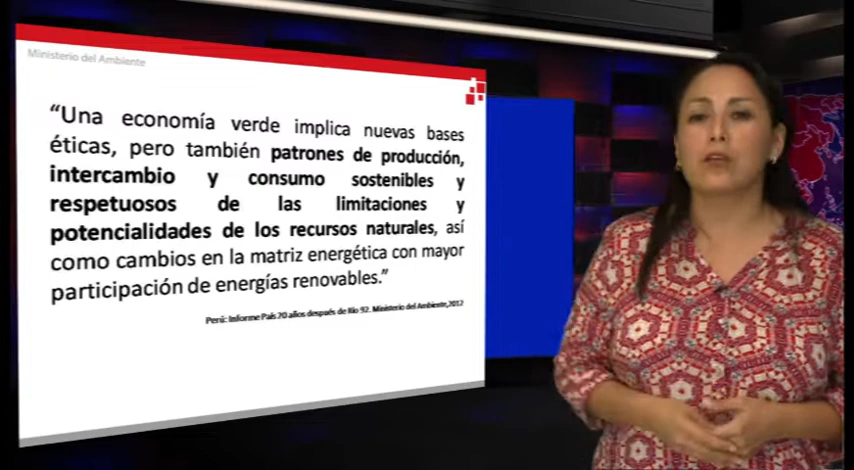 Ministerio del Ambiente
“Una economía verde implica nuevas bases
éticas, pero también patrones de producción,
intercambio y consumo sostenibles y
respetuosos de las limitaciones y
potencialidades de los recursos naturales, así
como cambios en la matriz energética con mayor
participación de energías renovables.”
Perú: Informe País 20 años después de Río 92. Ministerio del Ambiente,2012